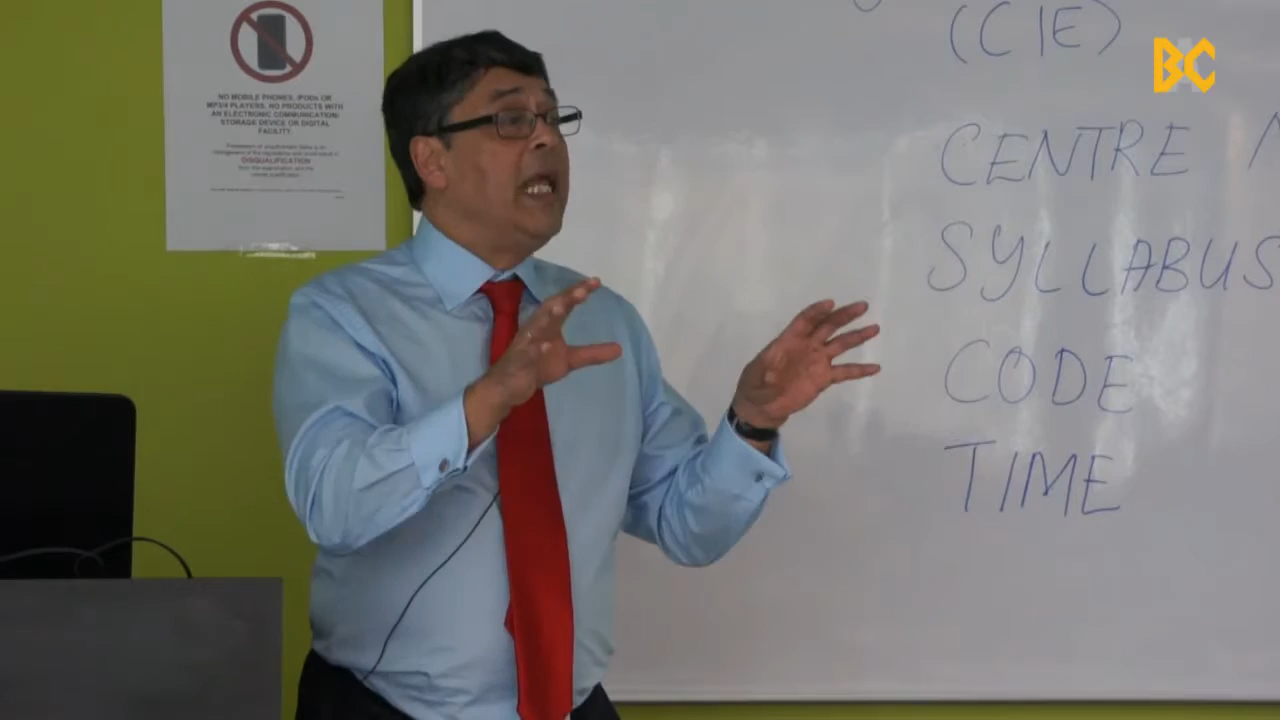 NO MOBILE PHONES, iPODs OR
MP3/4 PLAYERS. NO PRODUCTS WITH
AN ELECTRONIC COMMUNICATION/
STORAGE DEVICE OR DIGITAL
FACILITY.
DISQUALIFICATION
(CIE)
CENTRE
SYLLABUS
CODE
TIME
BC